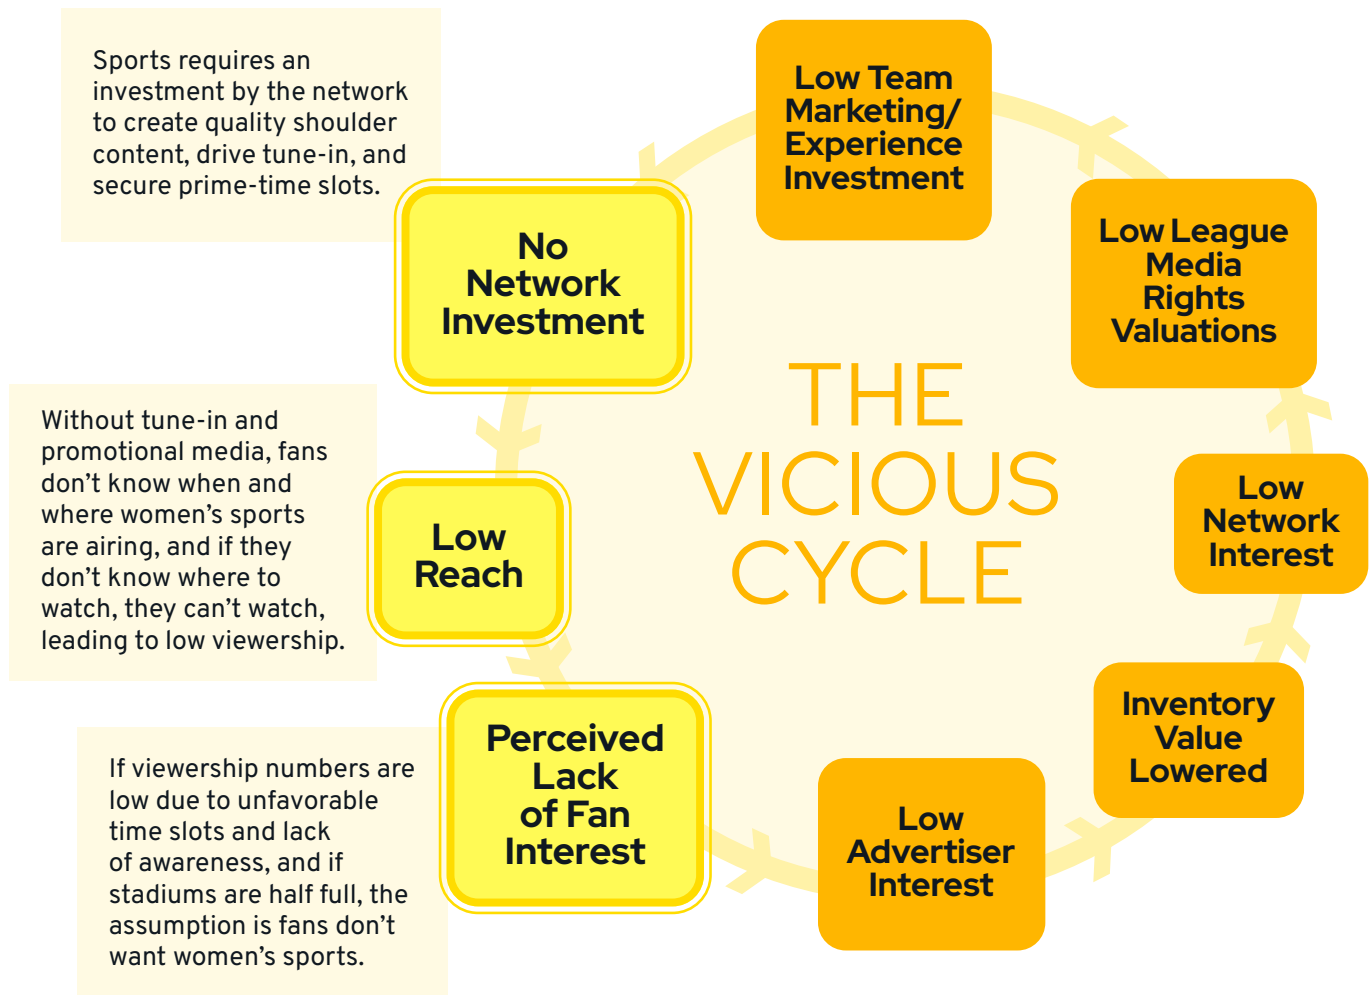 Sports requires an
investment by the network
to create quality shoulder
content, drive tune-in, and
secure prime-time slots.
No
Network
Investment
Without tune-in and
promotional media, fans
don’t know when and
where women’s sports
are airing, and if they
don’t know where to
watch, they can’t watch,
leading to low viewership.
Low
Reach
If viewership numbers are
low due to unfavorable
time slots and lack
of awareness, and if
stadiums are half full, the
assumption is fans don’t
want women’s sports.
Perceived
Lack
of Fan
Interest
Low
Advertiser
Interest
Inventory
Value
Lowered
Low
Network
Interest
Low League
Media
Rights
Valuations
Low Team
Marketing/
Experience
Investment
THE
VICIOUS
CYCLE